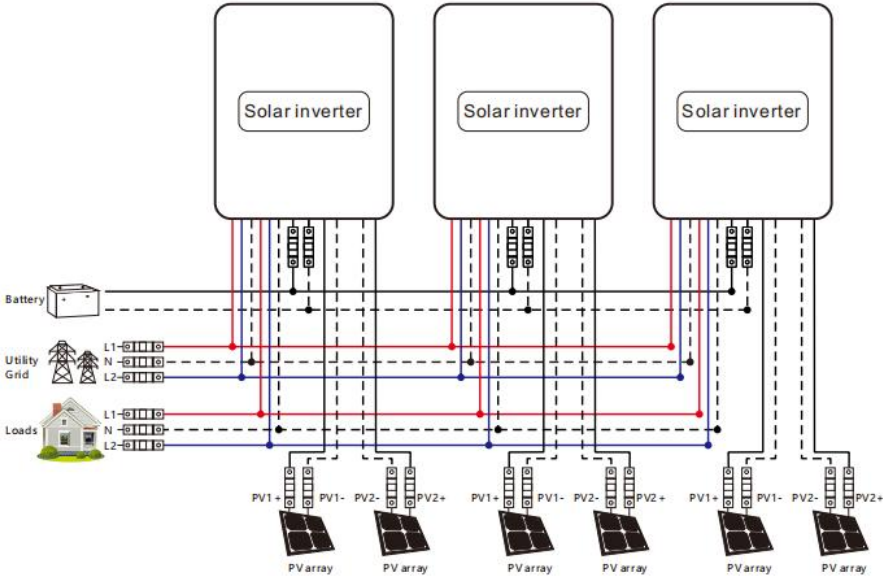 Solar inverter
Solar inverter
Solar inverter
Battery
Utility
Grid
L1
N
L2
Loads
L1
N
L2
PV1+ PV1- PV2- PV2+
PV1+ PV1- PV2- PV2+
PV1+ PV1- PV2- PV2+
PV array
PV array
PV array
PV array
PV array
PV array